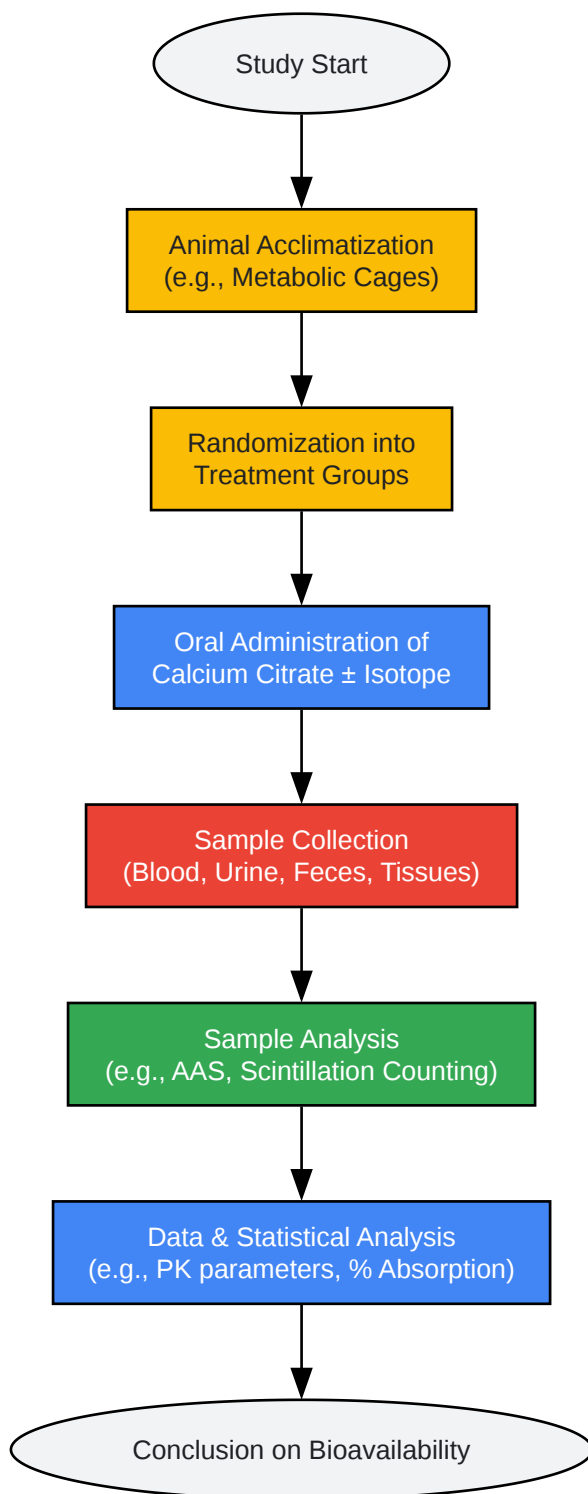 Study Start
Animal Acclimatization
(e.g., Metabolic Cages)
Randomization into
Treatment Groups
Oral Administration of
Calcium Citrate ± Isotope
Sample Collection
(Blood, Urine, Feces, Tissues)
Sample Analysis
(e.g., AAS, Scintillation Counting)
Data & Statistical Analysis
(e.g., PK parameters, % Absorption)
Conclusion on Bioavailability